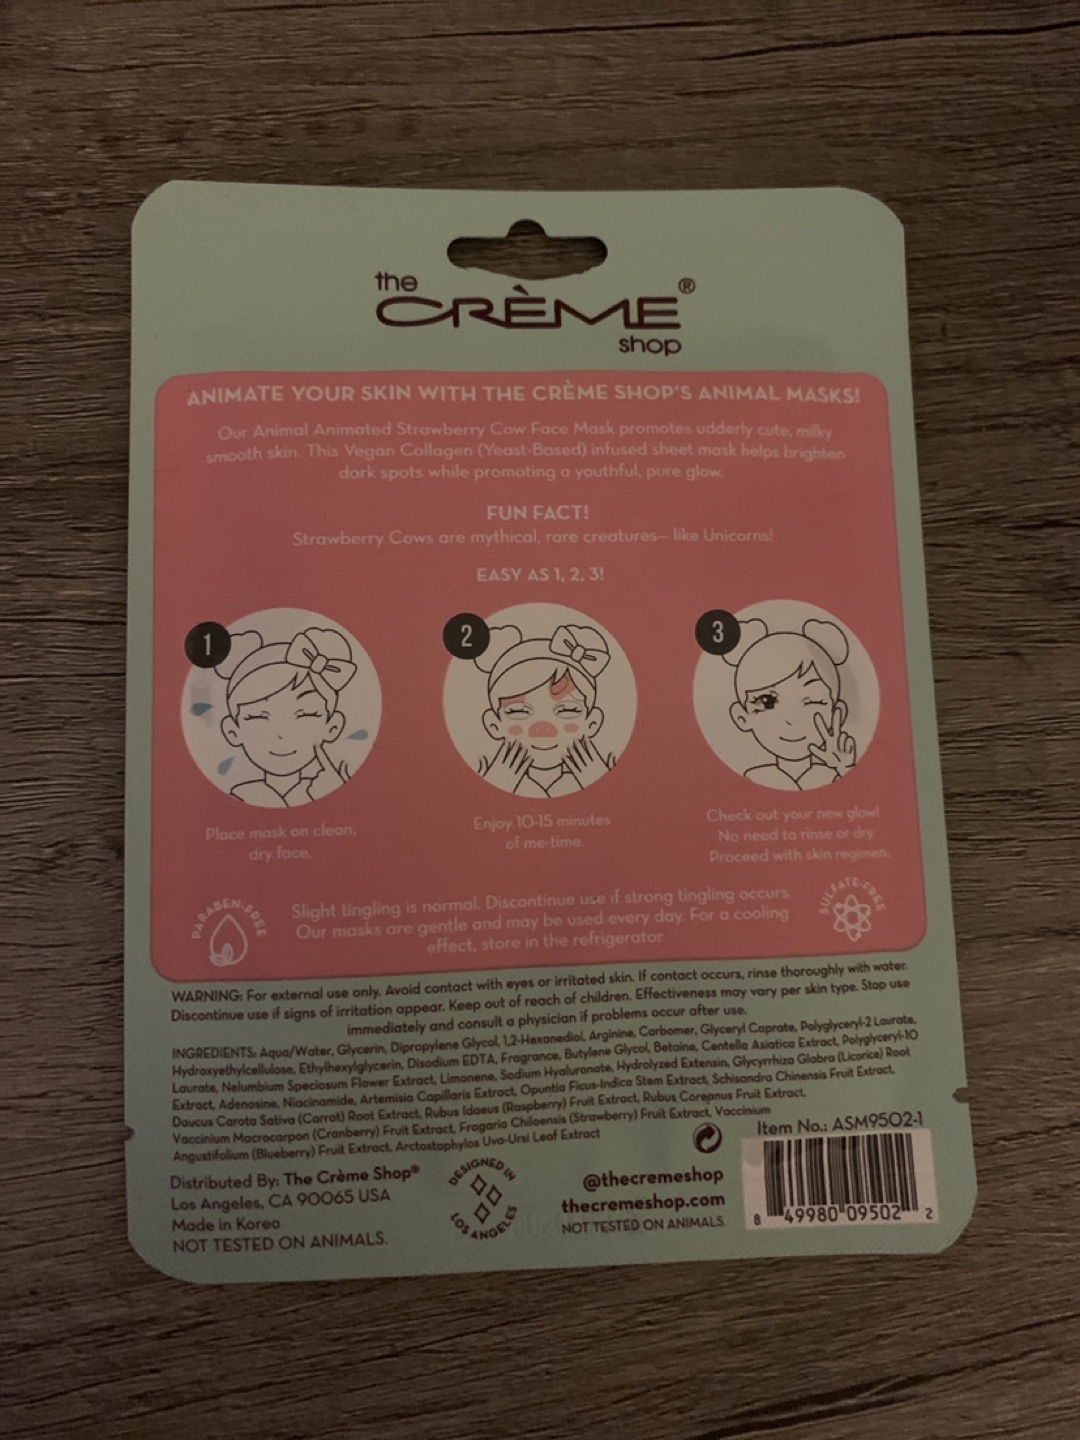 the
CRÈME®
shop
ANIMATE YOUR SKIN WITH THE CRÈME SHOP'S ANIMAL MASKS!
Our Animal Animated Strawberry Cow Face Mask promotes udderly cute, milky
smooth skin. This Vegan Collagen (Yeast-Based) infused sheet mask helps brighten
dark spots while promoting a youthful, pure glow.
FUN FACT!
Strawberry Cows are mythical, rare creatures– like Unicorns!
EASY AS 1, 2, 3!
1
2
3
Place mask on clean,
dry face.
Enjoy 10-15 minutes
of me-time.
Check out your new glow!
No need to rinse or dry.
Proceed with skin regimen.
PARABEN-FREE
Slight tingling is normal. Discontinue use if strong tingling occurs.
Our masks are gentle and may be used every day. For a cooling
effect, store in the refrigerator.
SULFATE-FREE
WARNING: For external use only. Avoid contact with eyes or irritated skin. If contact occurs, rinse thoroughly with water.
Discontinue use if signs of irritation appear. Keep out of reach of children. Effectiveness may vary per skin type. Stop use
immediately and consult a physician if problems occur after use.
INGREDIENTS: Aqua/Water, Glycerin, Dipropylene Glycol, 1,2-Hexanediol, Arginine, Carbomer, Glyceryl Caprate, Polyglyceryl-2 Laurate,
Hydroxyethylcellulose, Ethylhexylglycerin, Disodium EDTA, Fragrance, Butylene Glycol, Betaine, Centella Asiatica Extract, Polyglyceryl-10
Laurate, Nelumbium Speciosum Flower Extract, Limonene, Sodium Hyaluronate, Hydrolyzed Extensin, Glycyrrhiza Glabra (Licorice) Root
Extract, Adenosine, Niacinamide, Artemisia Capillaris Extract, Opuntia Ficus-Indica Stem Extract, Schisandra Chinensis Fruit Extract,
Daucus Carota Sativa (Carrot) Root Extract, Rubus Idaeus (Raspberry) Fruit Extract, Rubus Coreanus Fruit Extract,
Vaccinium Macrocarpon (Cranberry) Fruit Extract, Fragaria Chiloensis (Strawberry) Fruit Extract, Vaccinium
Angustifolium (Blueberry) Fruit Extract, Arctostaphylos Uva-Ursi Leaf Extract
Item No.: ASM9502-1
Distributed By: The Crème Shop®
Los Angeles, CA 90065 USA
Made in Korea
NOT TESTED ON ANIMALS.
DESIGNED IN
LOS ANGELES
@thecremeshop
thecremeshop.com
NOT TESTED ON ANIMALS.
8 49980 09502 2